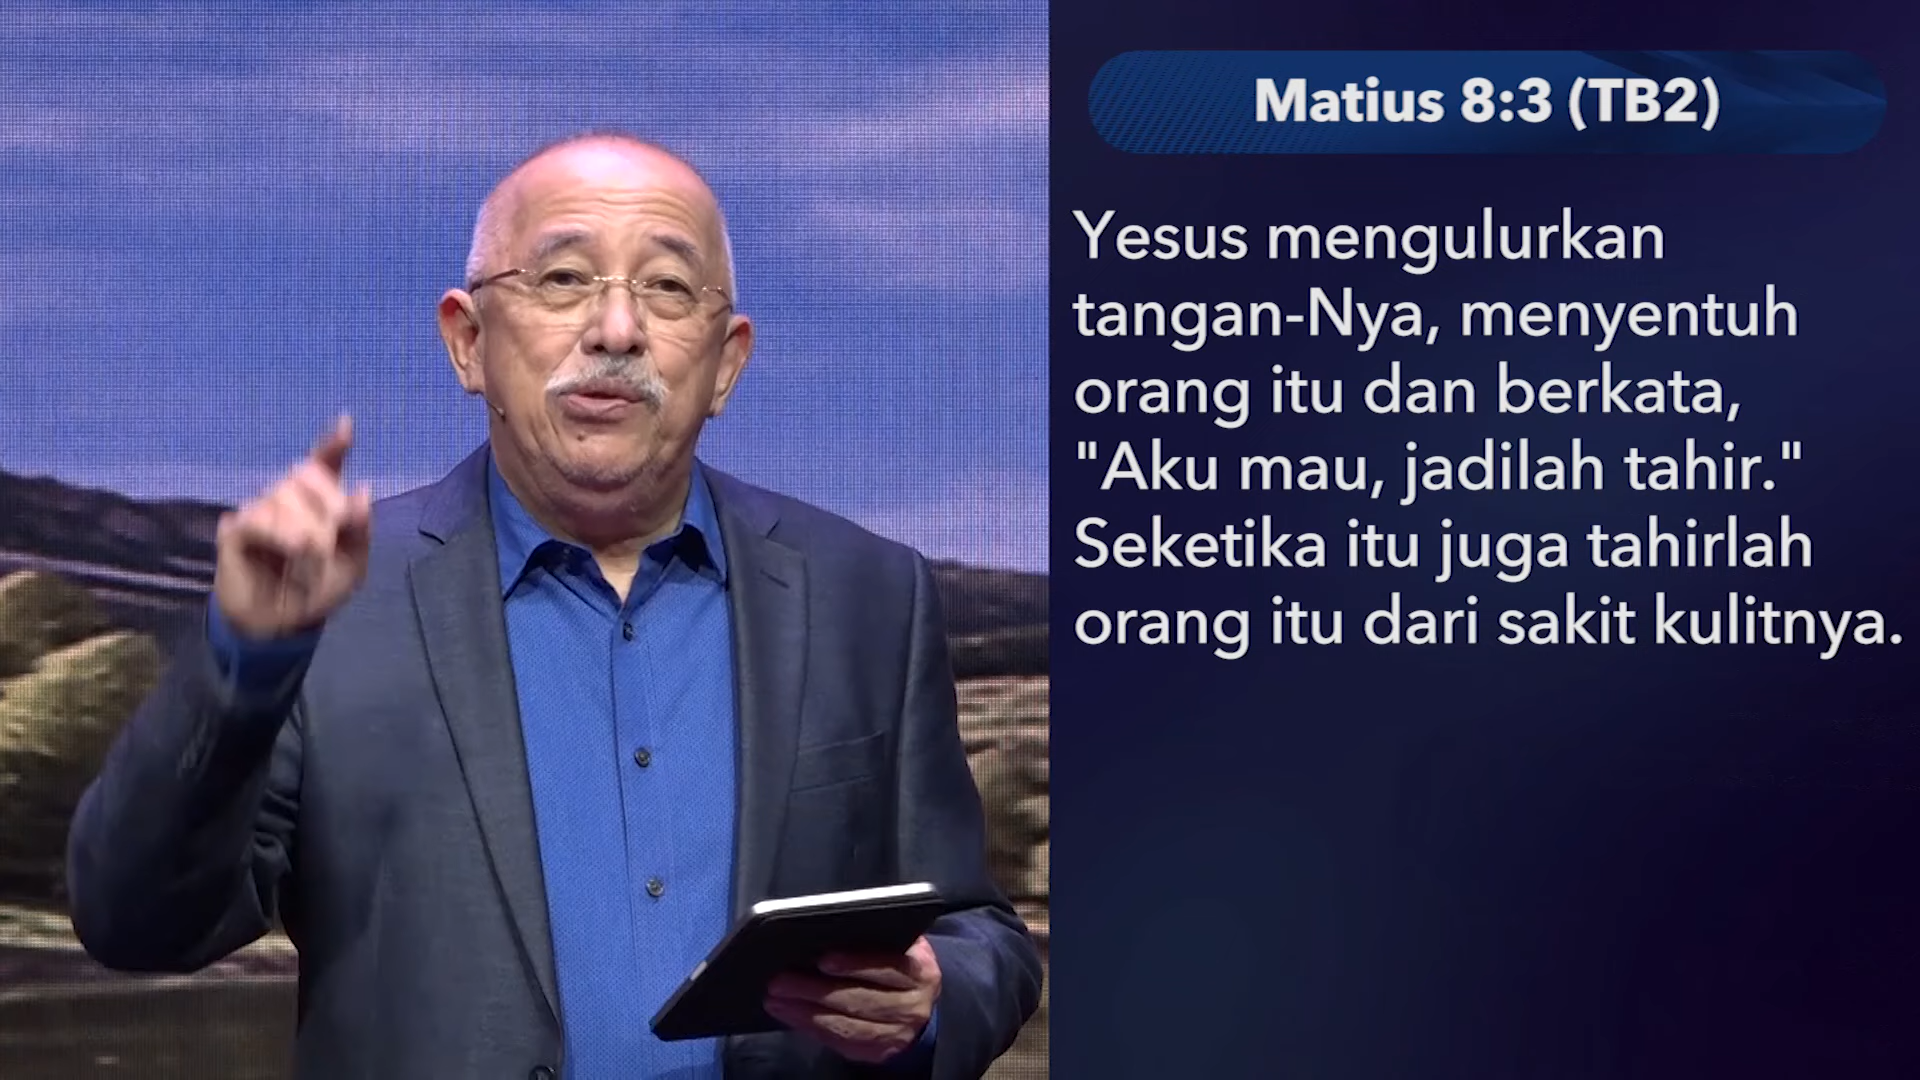 Matius 8:3 (TB2)
Yesus mengulurkan
tangan-Nya, menyentuh
orang itu dan berkata,
"Aku mau, jadilah tahir."
Seketika itu juga tahirlah
orang itu dari sakit kulitnya.